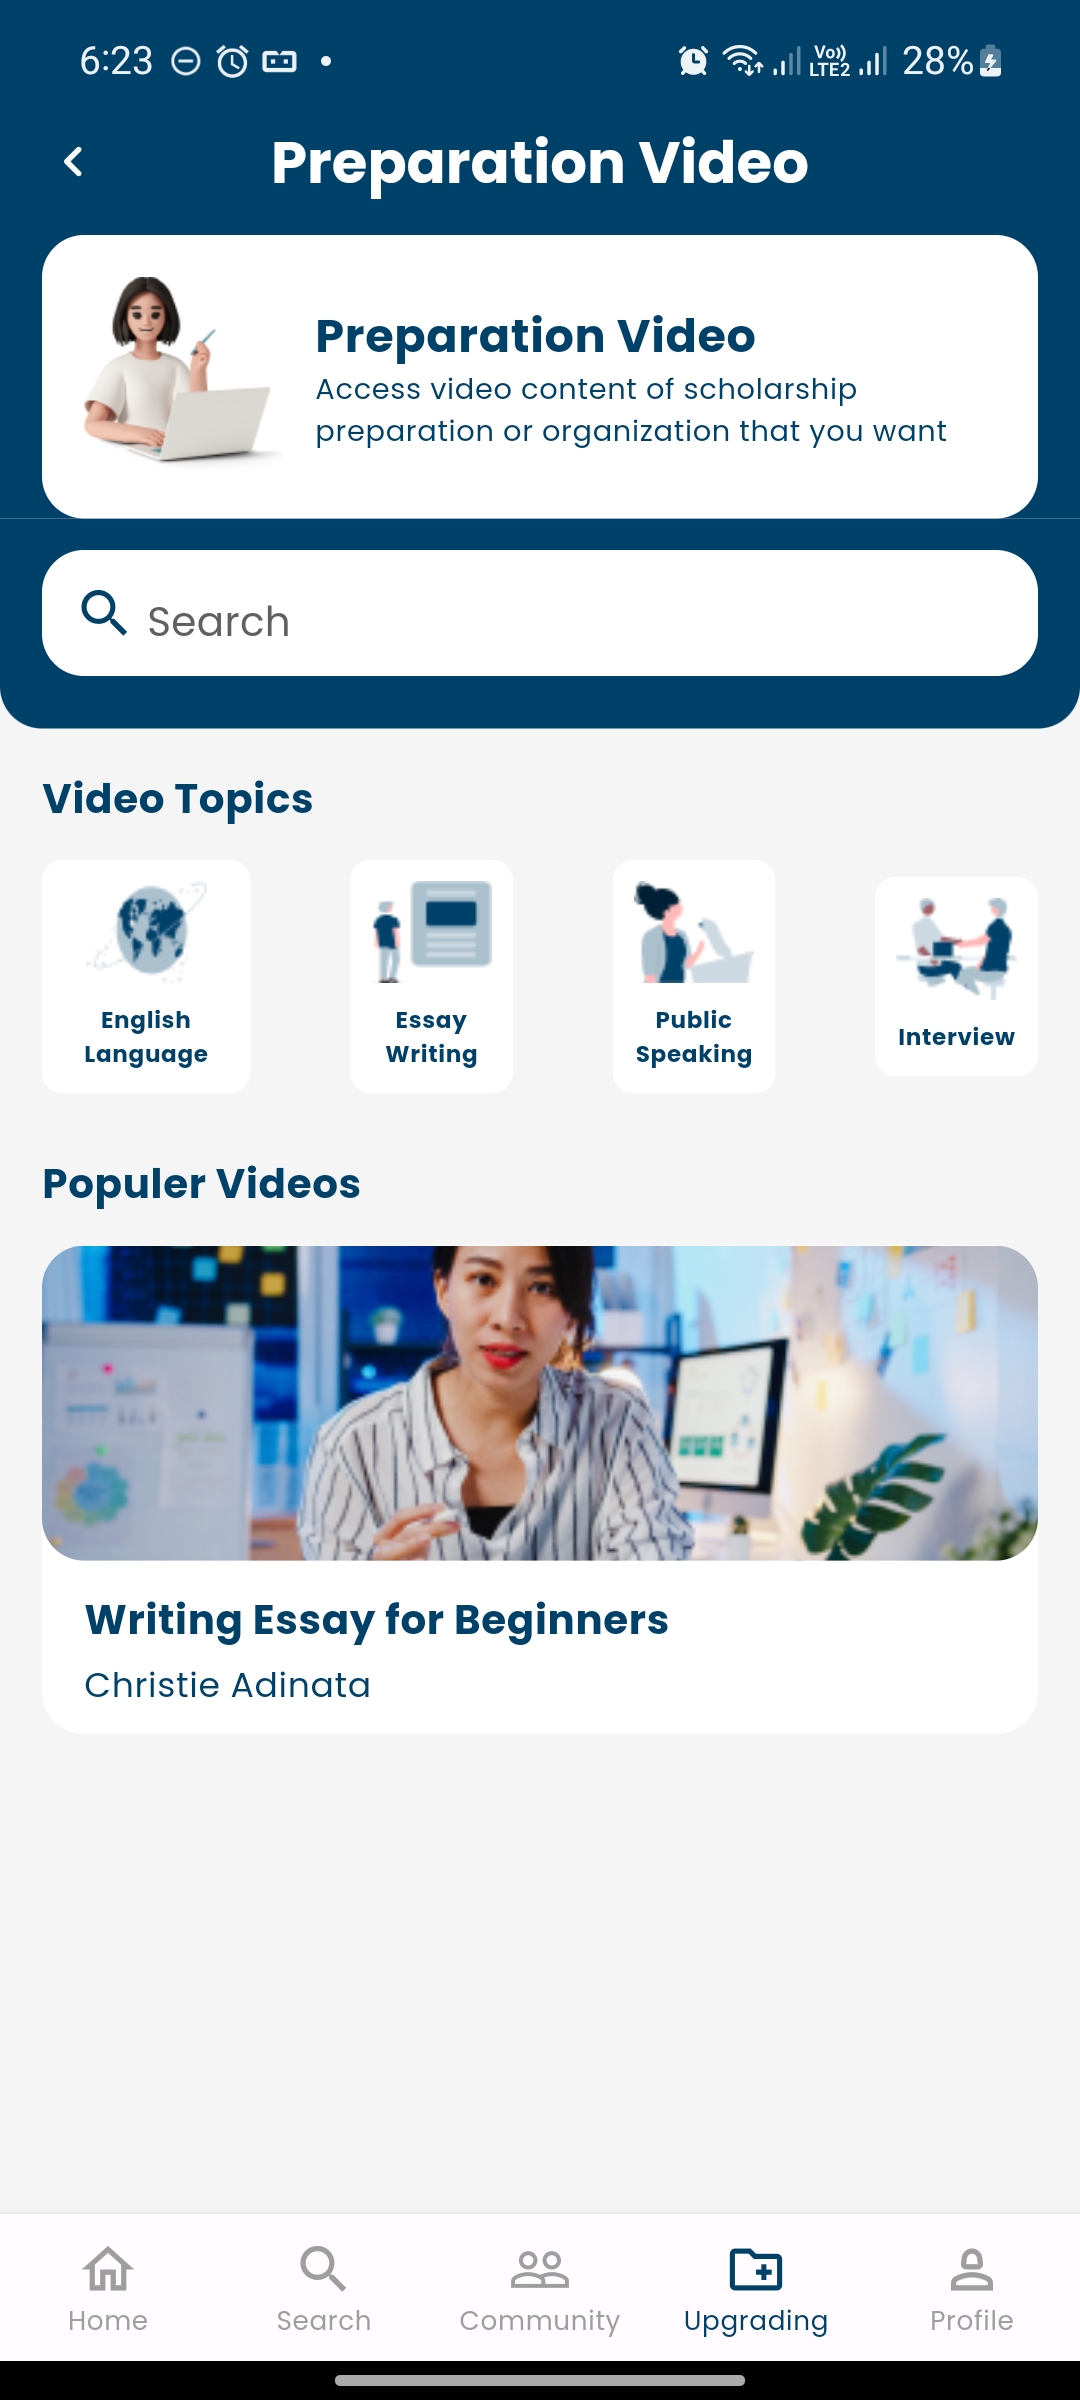 6:23
Vo)) LTE2 28%
Preparation Video
Preparation Video
Access video content of scholarship
preparation or organization that you want
Search
Video Topics
English
Language
Essay
Writing
Public
Speaking
Interview
Populer Videos
Writing Essay for Beginners
Christie Adinata
Home
Search
Community
Upgrading
Profile